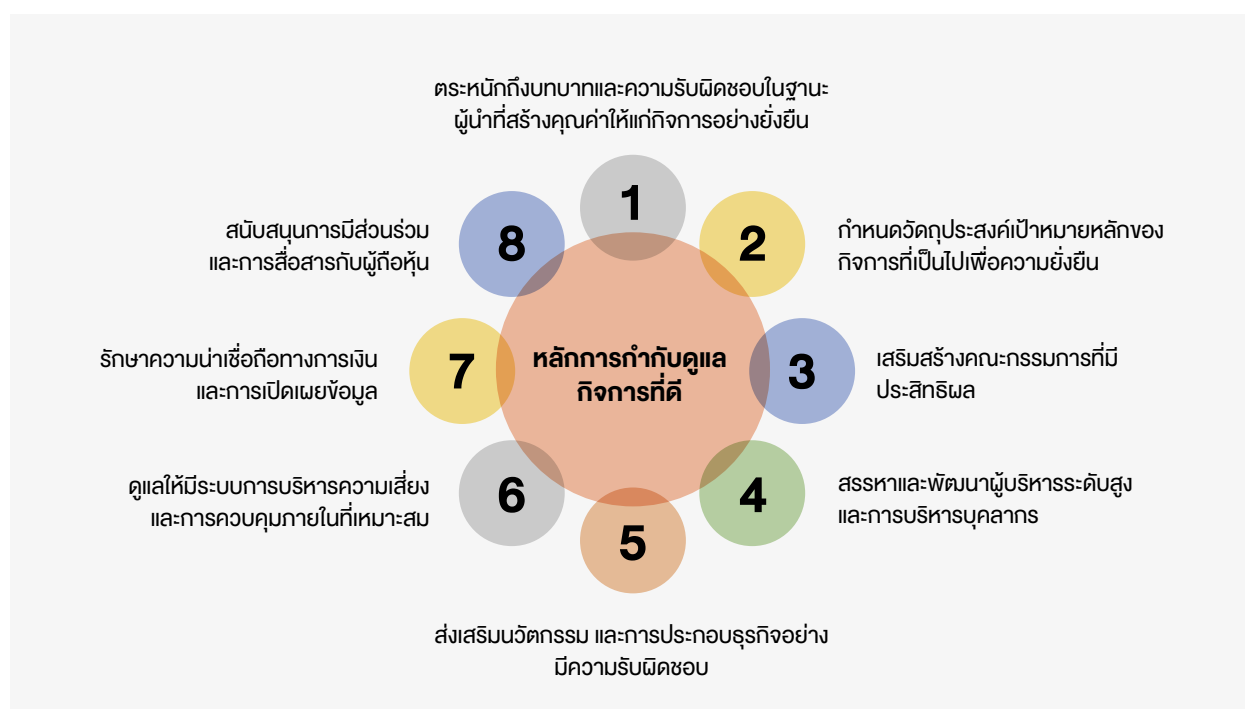 ตระหนักถึงบทบาทและความรับผิดชอบในฐานะ
ผู้นำที่สร้างคุณค่าให้แก่กิจการอย่างยั่งยืน
1
2
กำหนดวัตถุประสงค์เป้าหมายหลักของ
กิจการที่เป็นไปเพื่อความยั่งยืน
3
เสริมสร้างคณะกรรมการที่มี
ประสิทธิผล
4
สรรหาและพัฒนาผู้บริหารระดับสูง
และการบริหารบุคลากร
5
ส่งเสริมนวัตกรรม และการประกอบธุรกิจอย่าง
มีความรับผิดชอบ
6
ดูแลให้มีระบบการบริหารความเสี่ยง
และการควบคุมภายในที่เหมาะสม
7
รักษาความน่าเชื่อถือทางการเงิน
และการเปิดเผยข้อมูล
8
สนับสนุนการมีส่วนร่วม
และการสื่อสารกับผู้ถือหุ้น
หลักการกำกับดูแล
กิจการที่ดี